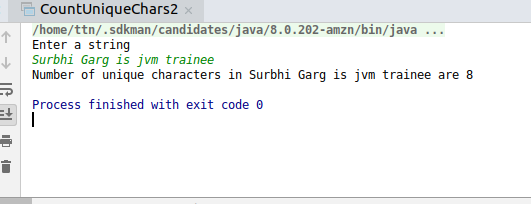 CountUniqueChars2
/home/ttn/.sdkman/candidates/java/8.0.202-amzn/bin/java ...
Enter a string
Surbhi Garg is jvm trainee
Number of unique characters in Surbhi Garg is jvm trainee are 8
Process finished with exit code 0